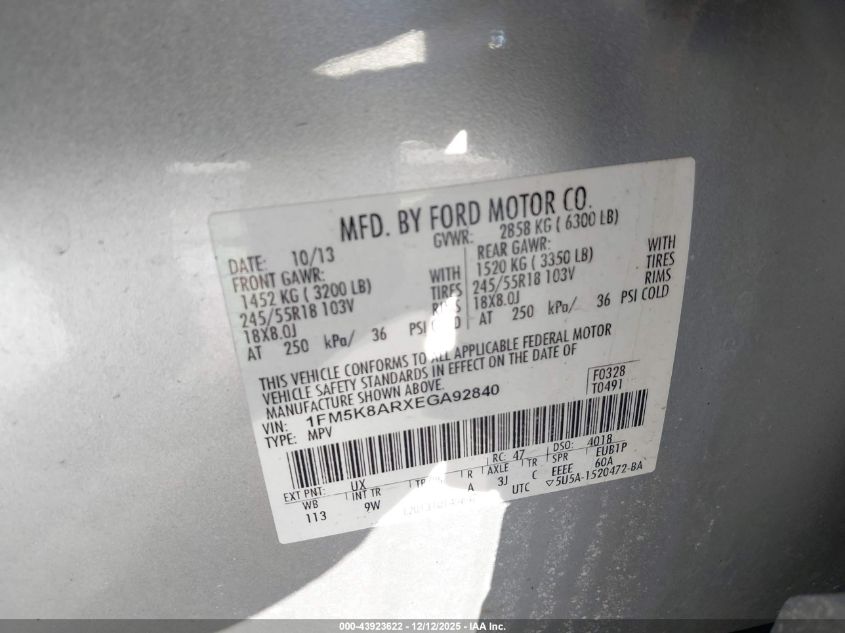 MFD. BY FORD MOTOR CO.
DATE: 10/13 GVWR: 2858 KG ( 6300 LB)
FRONT GAWR: REAR GAWR:
1452 KG ( 3200 LB) WITH 1520 KG ( 3350 LB) WITH
245/55R18 103V TIRES 245/55R18 103V TIRES
18X8.0J RIMS 18X8.0J RIMS
AT 250 kPa/ 36 PSI COLD AT 250 kPa/ 36 PSI COLD
THIS VEHICLE CONFORMS TO ALL APPLICABLE FEDERAL MOTOR
VEHICLE SAFETY STANDARDS IN EFFECT ON THE DATE OF
MANUFACTURE SHOWN ABOVE.
VIN: 1FM5K8ARXEGA92840 F0328
TYPE: MPV T0491
RC: 47 DSO: 4018
EXT PNT: UX
WB INT TR TP R AXLE TR SPR EUB1P
113 9W A 3J C EEEE 60A
UTC ▽5U5A-1520472-BA
000-43923622 - 12/12/2025 - IAA Inc.